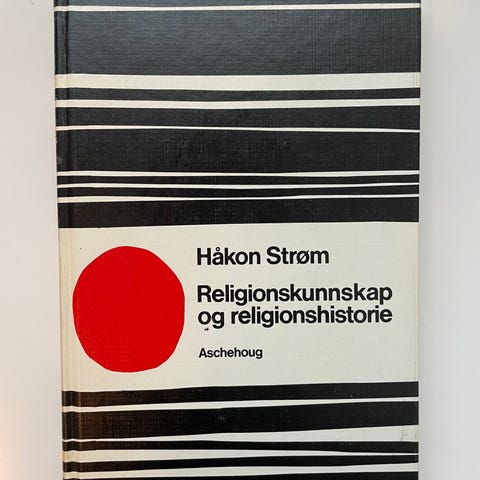 Håkon Strøm
Religionskunnskap
og religionshistorie
Aschehoug